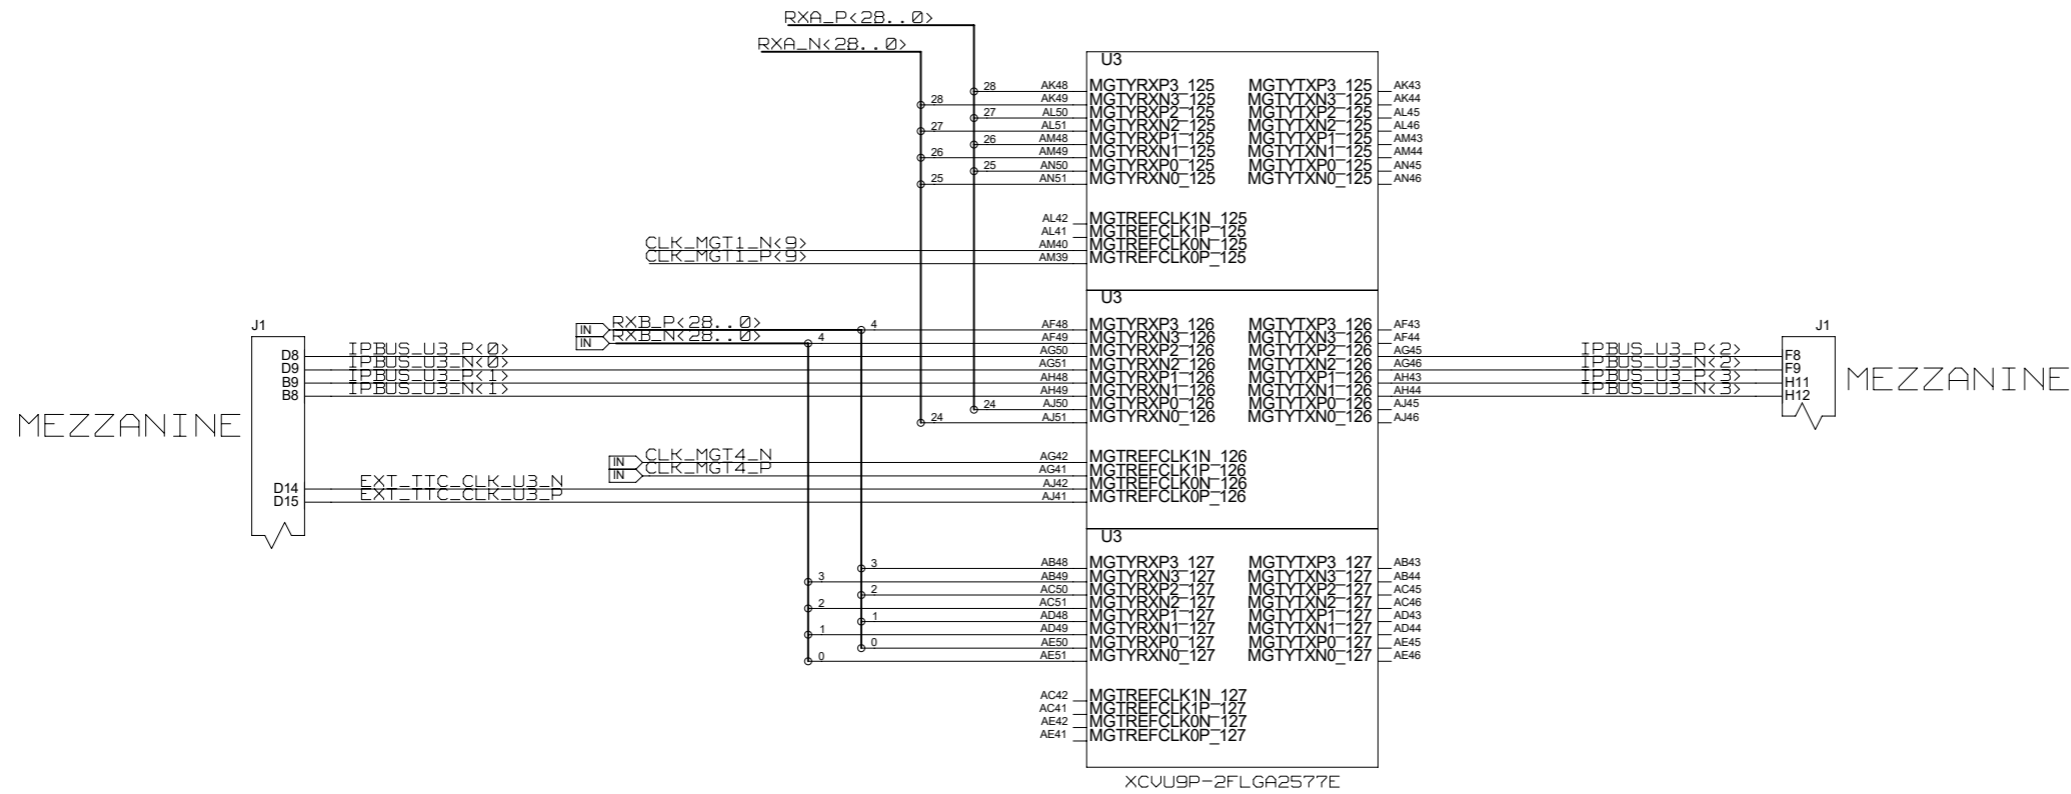 RXA_P<28..0>
RXA_N<28..0>
U3
28 AK48 MGTYRXP3_125 MGTYTXP3_125 AK43
28 AK49 MGTYRXN3_125 MGTYTXN3_125 AK44
27 AL50 MGTYRXP2_125 MGTYTXP2_125 AL45
27 AL51 MGTYRXN2_125 MGTYTXN2_125 AL46
26 AM48 MGTYRXP1_125 MGTYTXP1_125 AM43
26 AM49 MGTYRXN1_125 MGTYTXN1_125 AM44
25 AN50 MGTYRXP0_125 MGTYTXP0_125 AN45
25 AN51 MGTYRXN0_125 MGTYTXN0_125 AN46
AL42 MGTREFCLK1N_125
AL41 MGTREFCLK1P_125
CLK_MGT1_N<9> AM40 MGTREFCLK0N_125
CLK_MGT1_P<9> AM39 MGTREFCLK0P_125
U3
J1
J1
IN RXB_P<28..0> 4 AF48 MGTYRXP3_126 MGTYTXP3_126 AF43
IN RXB_N<28..0> 4 AF49 MGTYRXN3_126 MGTYTXN3_126 AF44
D8 IPBUS_U3_P<0> AG50 MGTYRXP2_126 MGTYTXP2_126 AG45 IPBUS_U3_P<2> F8
D9 IPBUS_U3_N<0> AG51 MGTYRXN2_126 MGTYTXN2_126 AG46 IPBUS_U3_N<2> F9
B9 IPBUS_U3_P<1> AH48 MGTYRXP1_126 MGTYTXP1_126 AH43 IPBUS_U3_P<3> H11
B8 IPBUS_U3_N<1> AH49 MGTYRXN1_126 MGTYTXN1_126 AH44 IPBUS_U3_N<3> H12
MEZZANINE
24 AJ50 MGTYRXP0_126 MGTYTXP0_126 AJ45
24 AJ51 MGTYRXN0_126 MGTYTXN0_126 AJ46
MEZZANINE
IN CLK_MGT4_N AG42 MGTREFCLK1N_126
IN CLK_MGT4_P AG41 MGTREFCLK1P_126
D14 EXT_TTC_CLK_U3_N AJ42 MGTREFCLK0N_126
D15 EXT_TTC_CLK_U3_P AJ41 MGTREFCLK0P_126
U3
3 AB48 MGTYRXP3_127 MGTYTXP3_127 AB43
3 AB49 MGTYRXN3_127 MGTYTXN3_127 AB44
2 AC50 MGTYRXP2_127 MGTYTXP2_127 AC45
2 AC51 MGTYRXN2_127 MGTYTXN2_127 AC46
1 AD48 MGTYRXP1_127 MGTYTXP1_127 AD43
1 AD49 MGTYRXN1_127 MGTYTXN1_127 AD44
0 AE50 MGTYRXP0_127 MGTYTXP0_127 AE45
0 AE51 MGTYRXN0_127 MGTYTXN0_127 AE46
AC42 MGTREFCLK1N_127
AC41 MGTREFCLK1P_127
AE42 MGTREFCLK0N_127
AE41 MGTREFCLK0P_127
XCVU9P-2FLGA2577E